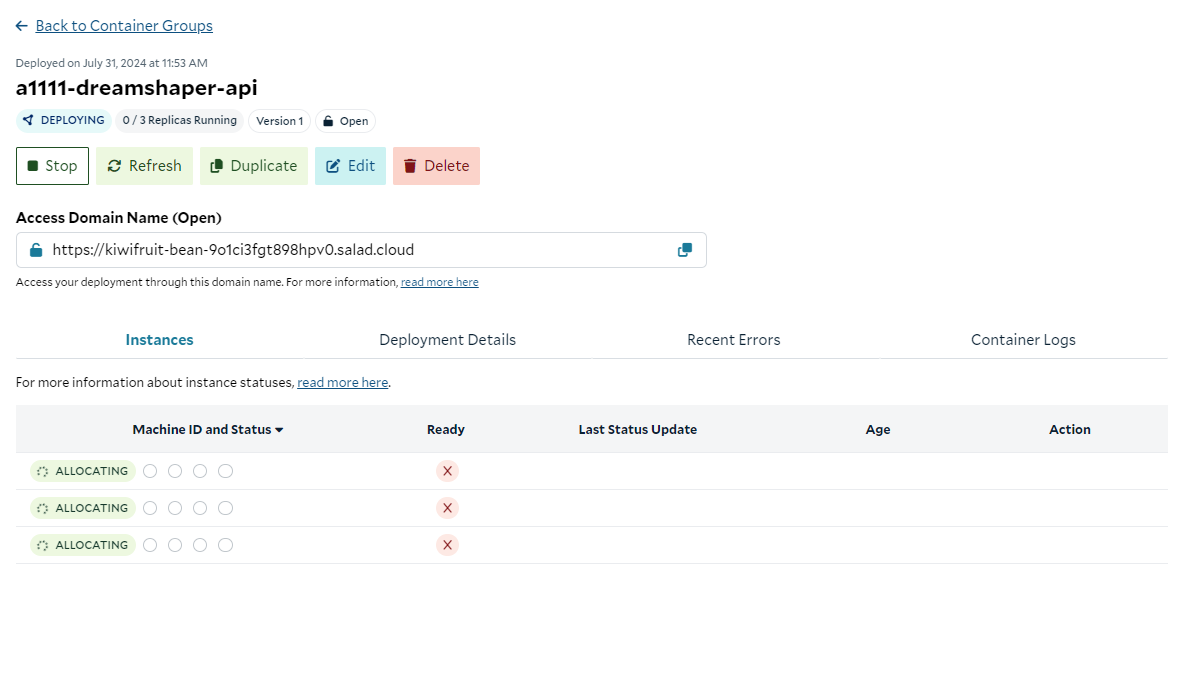 Back to Container Groups
Deployed on July 31, 2024 at 11:53 AM
a1111-dreamshaper-api
DEPLOYING 0 / 3 Replicas Running Version 1 Open
Stop Refresh Duplicate Edit Delete
Access Domain Name (Open)
https://kiwifruit-bean-9o1ci3fgt898hpv0.salad.cloud
Access your deployment through this domain name. For more information, read more here
Instances Deployment Details Recent Errors Container Logs
For more information about instance statuses, read more here.
Machine ID and Status Ready Last Status Update Age Action
ALLOCATING
ALLOCATING
ALLOCATING